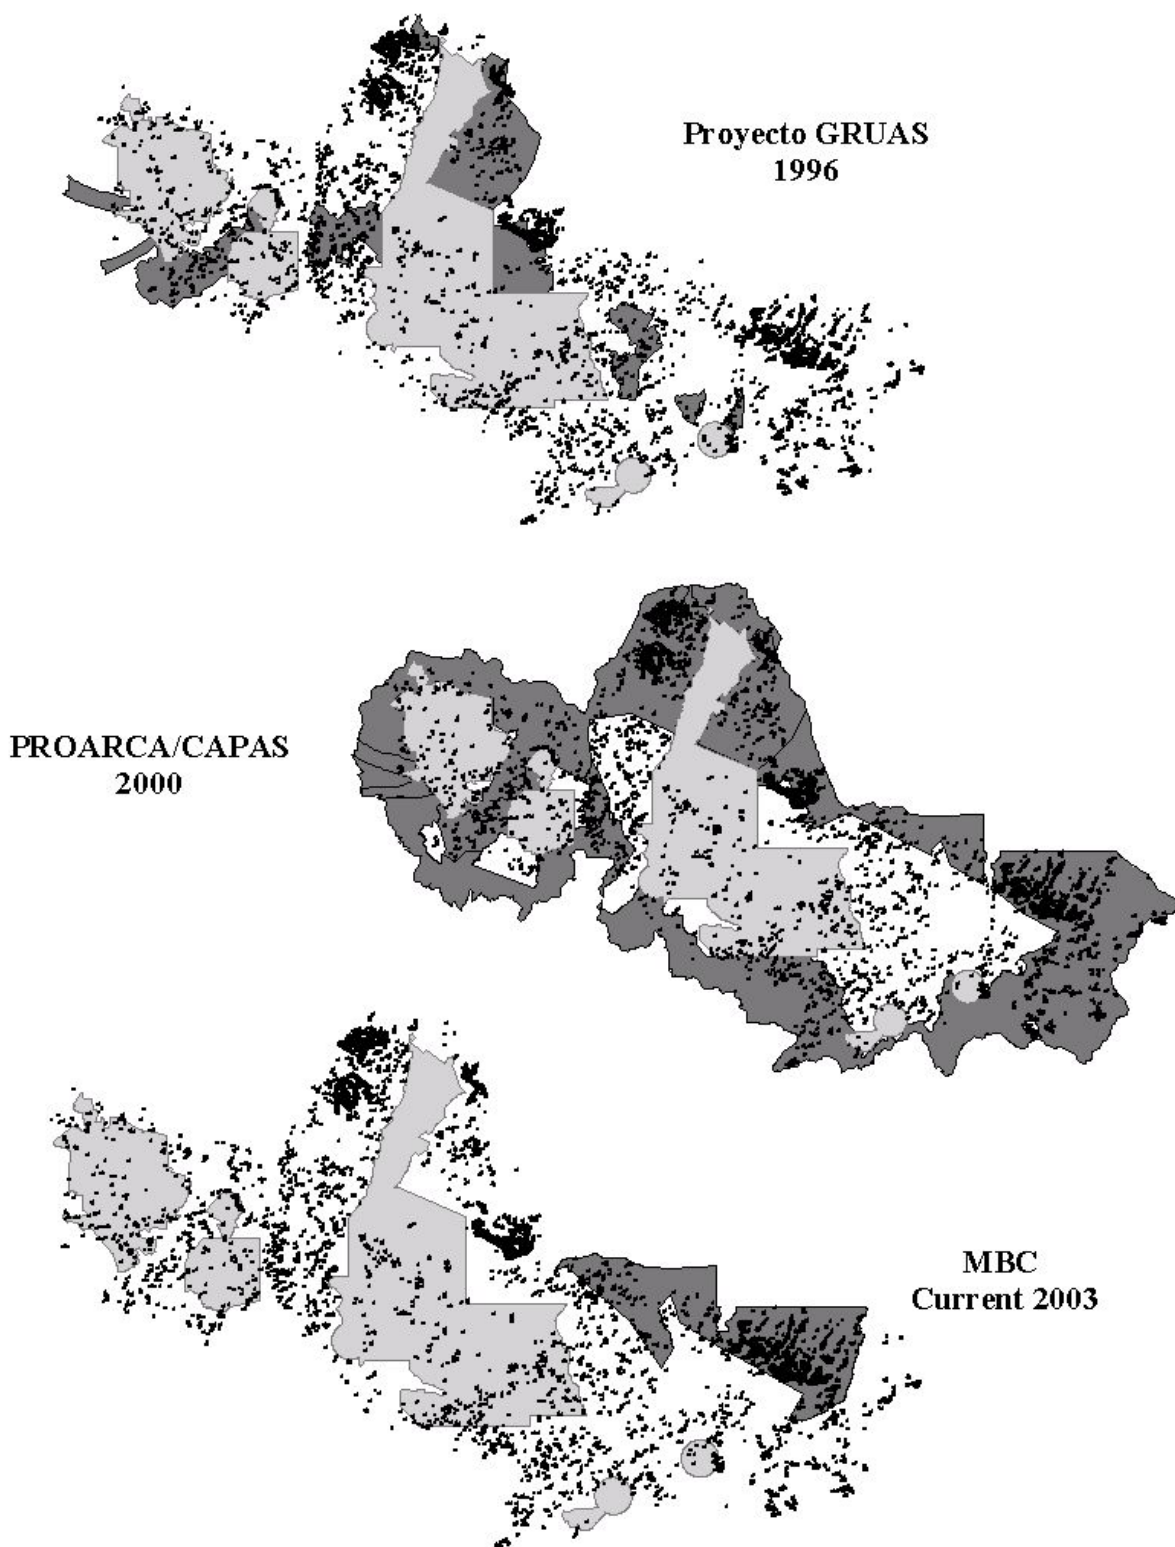 Proyecto GRUAS
1996
PROARCA/CAPAS
2000
MBC
Current 2003